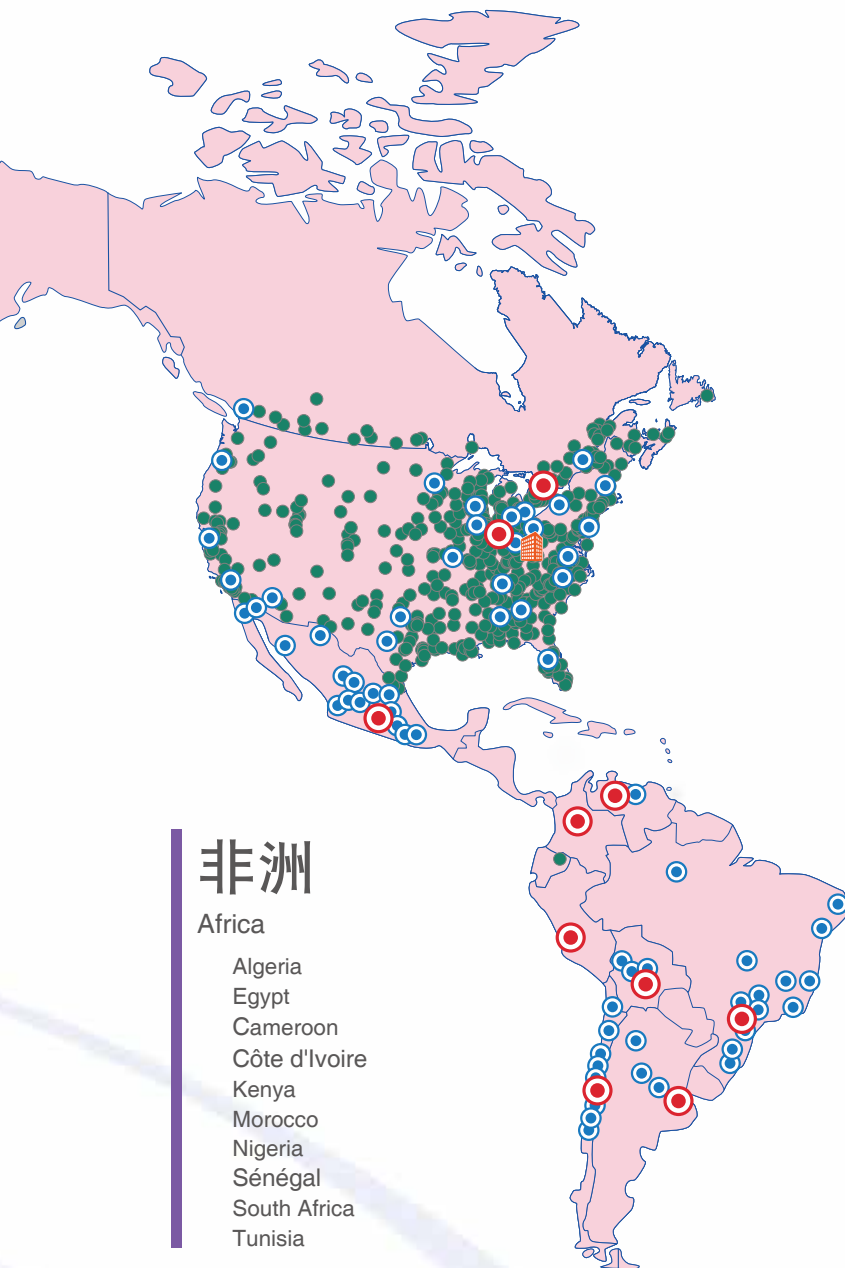 非洲
Africa
Algeria
Egypt
Cameroon
Côte d'Ivoire
Kenya
Morocco
Nigeria
Sénégal
South Africa
Tunisia